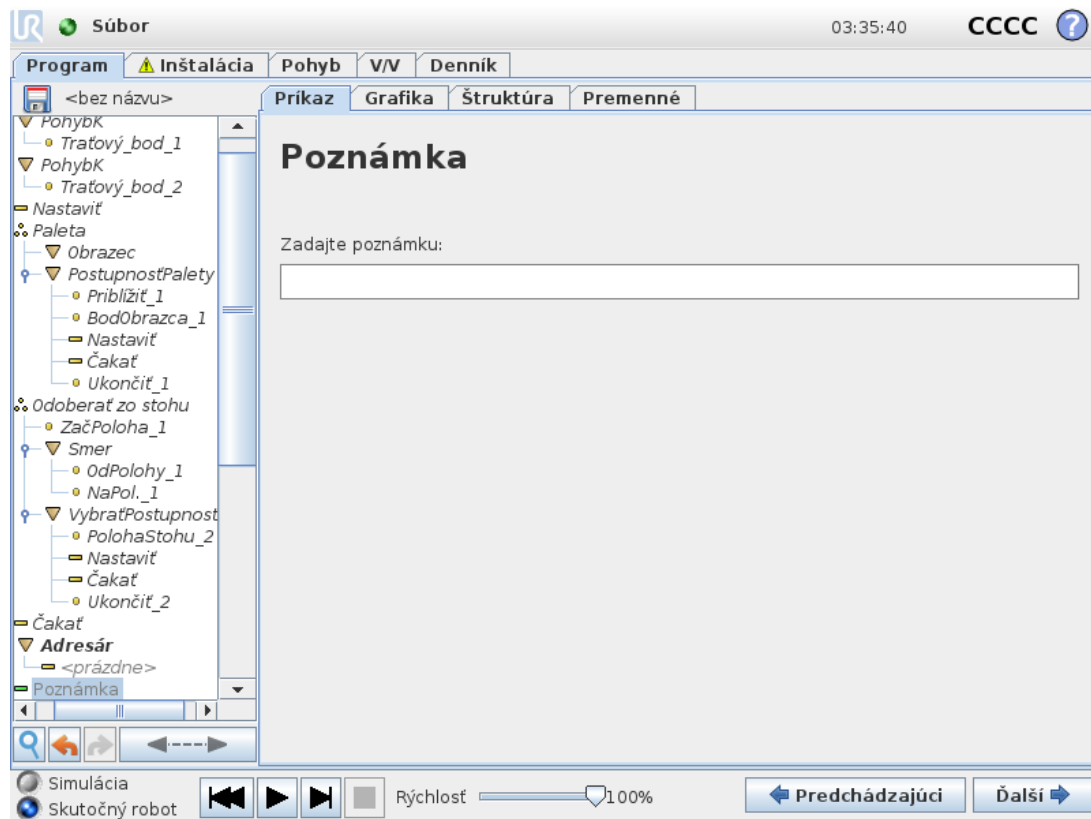 UR Súbor 03:35:40 CCCC ?
Program Inštalácia Pohyb V/V Denník
<bez názvu> Príkaz Grafika Štruktúra Premenné
PohybK
Traťový_bod_1
PohybK
Traťový_bod_2
Nastaviť
Paleta
Obrazec
PostupnosťPalety
Priblížiť_1
BodObrazca_1
Nastaviť
Čakať
Ukončiť_1
Odoberať zo stohu
ZačPoloha_1
Smer
OdPolohy_1
NaPol._1
VybraťPostupnosť
PolohaStohu_2
Nastaviť
Čakať
Ukončiť_2
Čakať
Adresár
<prázdne>
Poznámka
Poznámka
Zadajte poznámku:
Simulácia
Skutočný robot
Rýchlosť 100%
Predchádzajúci Ďalší